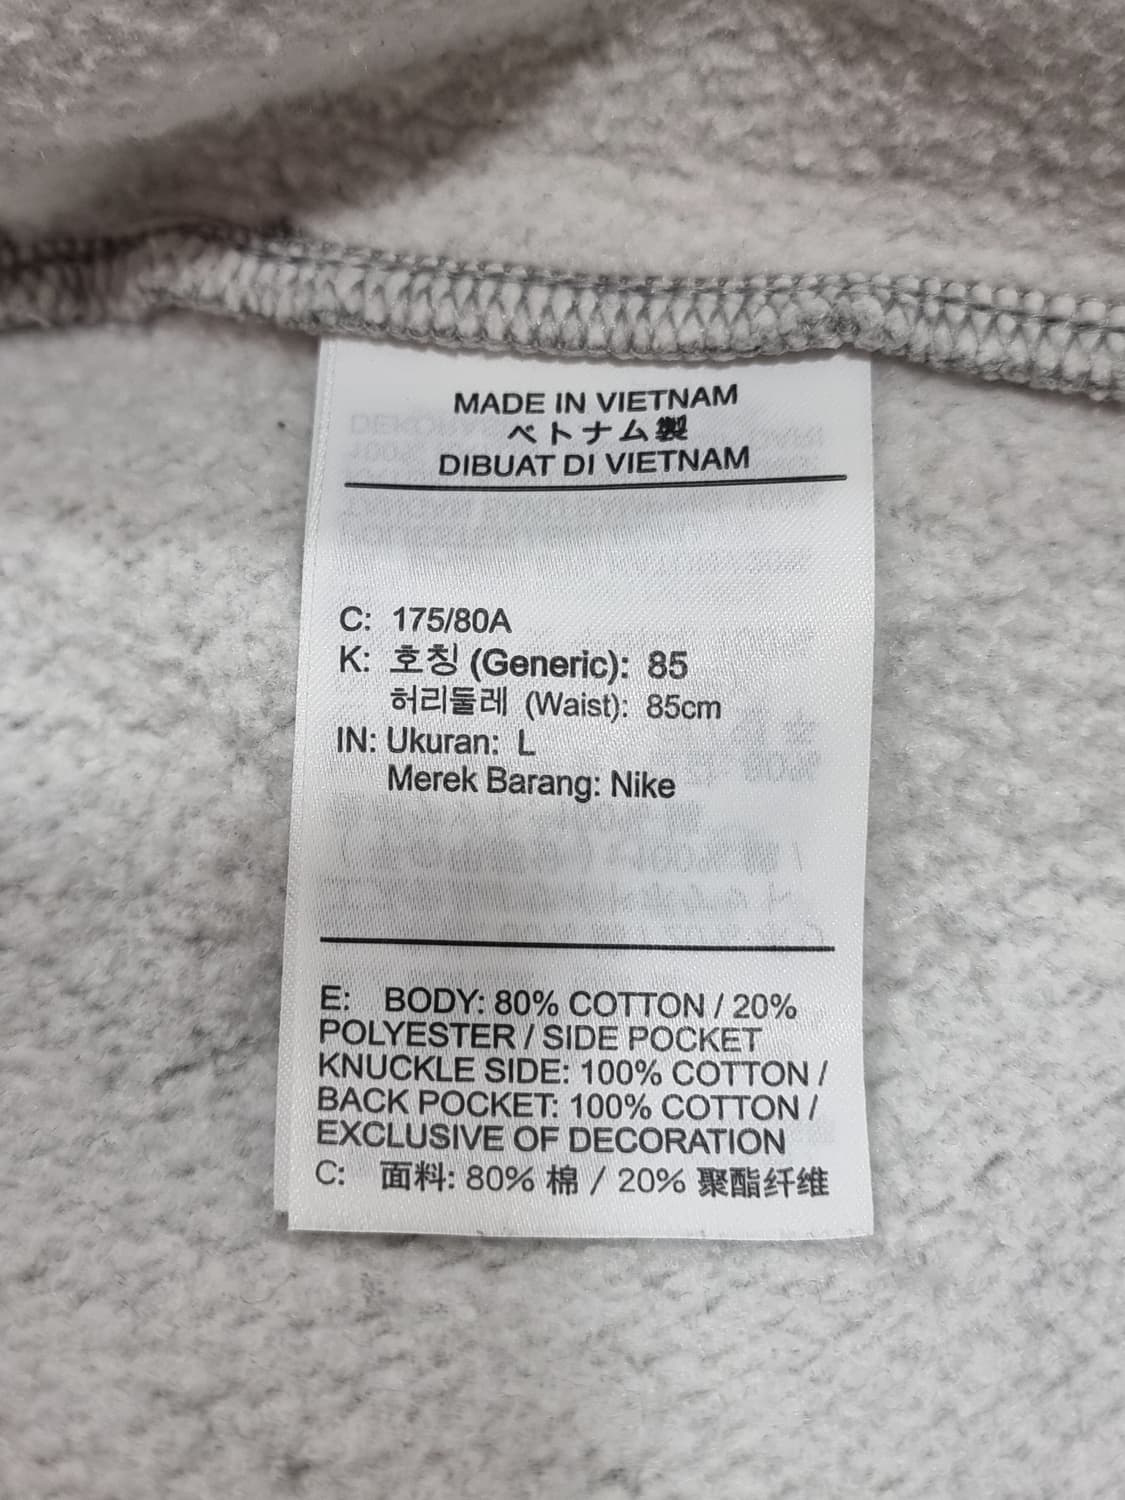 MADE IN VIETNAM
ベトナム製
DIBUAT DI VIETNAM
C: 175/80A
K: 호칭 (Generic): 85
허리둘레 (Waist): 85cm
IN: Ukuran: L
Merek Barang: Nike
E: BODY: 80% COTTON / 20%
POLYESTER / SIDE POCKET
KNUCKLE SIDE: 100% COTTON /
BACK POCKET: 100% COTTON /
EXCLUSIVE OF DECORATION
C: 面料: 80% 棉 / 20% 聚酯纤维